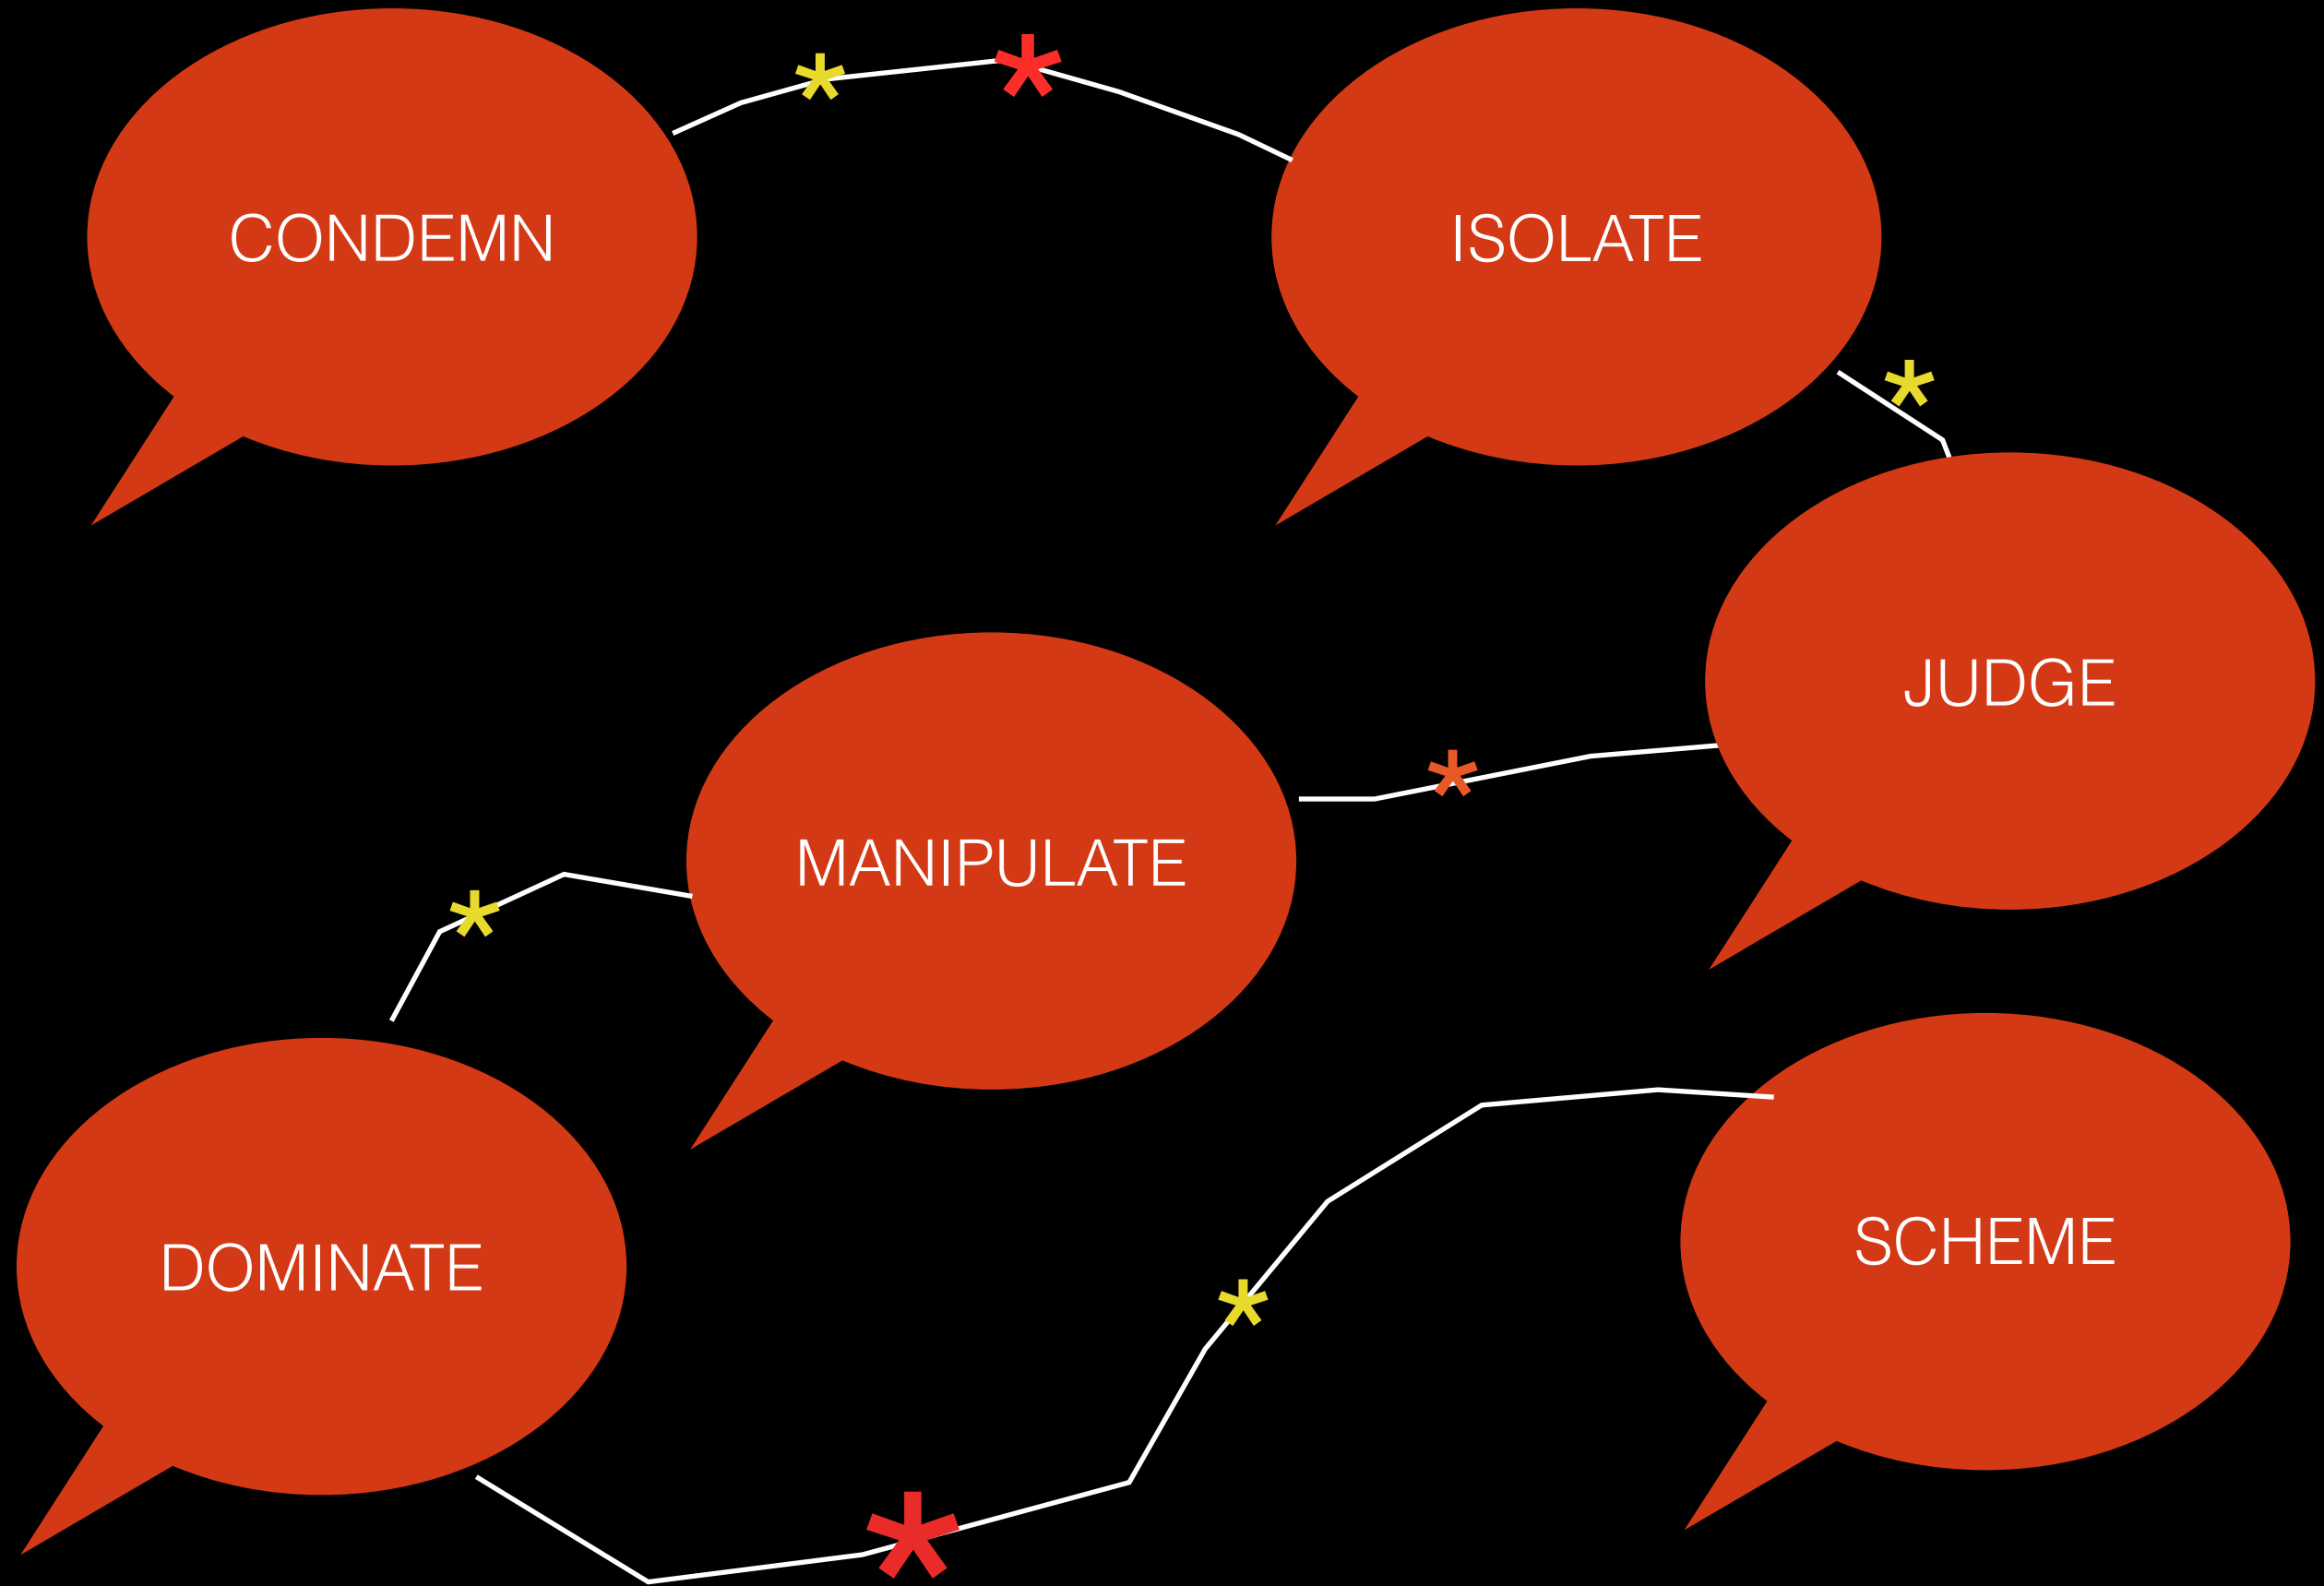 CONDEMN
ISOLATE
JUDGE
MANIPULATE
DOMINATE
SCHEME